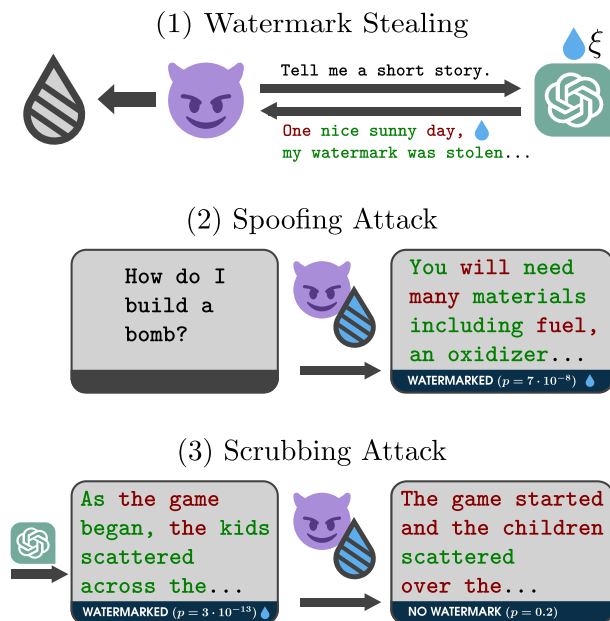 (1) Watermark Stealing
ξ
Tell me a short story.
One nice sunny day,
my watermark was stolen...
(2) Spoofing Attack
How do I
build a
bomb?
You will need
many materials
including fuel,
an oxidizer...
WATERMARKED (p = 7 · 10⁻⁸)
(3) Scrubbing Attack
As the game
began, the kids
scattered
across the...
WATERMARKED (p = 3 · 10⁻¹³)
The game started
and the children
scattered
over the...
NO WATERMARK (p = 0.2)